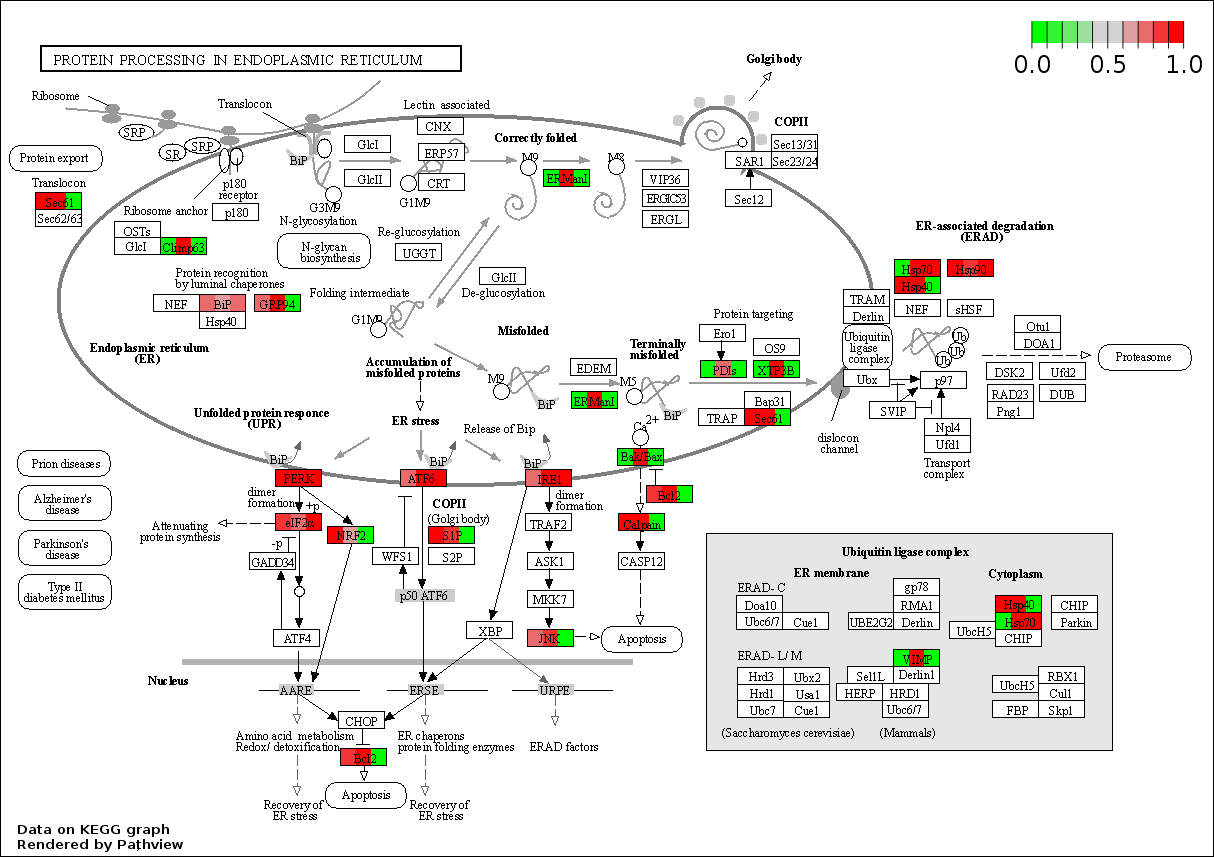 PROTEIN PROCESSING IN ENDOPLASMIC RETICULUM
0.0 0.5 1.0
Golgi body
Ribosome
Translocon
Lectin associated
CNX
COPII
SRP
SRP
SR
GlcI
ERP57
Correctly folded
Sec13/31
Protein export
BiP
M9
M8
SAR1
Sec23/24
Translocon
p180
receptor
GlcII
CRT
ERManI
VIP36
Sec61
Sec62/63
G3M9
G1M9
ERGIC53
Sec12
Ribosome anchor
p180
N-glycosylation
ERGL
OSTs
GlcI
Climp63
N-glycan
biosynthesis
Re-glucosylation
UGGT
ER-associated degradation
(ERAD)
Protein recognition
by luminal chaperones
GlcII
De-glucosylation
Hsp70
Hsp90
Hsp40
NEF
BiP
GRP94
Hsp40
Folding intermediate
G1M9
TRAM
Derlin
NEF
sHSF
Misfolded
Protein targeting
Ero1
OS9
Otu1
DOA1
Endoplasmic reticulum
(ER)
Accumulation of
misfolded proteins
Terminally
misfolded
Ubiquitin
ligase
complex
Ub
Ub
Ub
Proteasome
M9
EDEM
M5
PDIs
XTP3B
Ubx
p97
DSK2
Ufd2
BiP
ERManI
BiP
Bap31
SVIP
RAD23
DUB
Png1
Unfolded protein responce
(UPR)
ER stress
Release of Bip
Ca2+
TRAP
Sec61
dislocon
channel
Npl4
Ufd1
Transport
complex
BiP
BiP
BiP
Bak/Bax
Prion diseases
PERK
ATF6
IRE1
Alzheimer's
disease
dimer
formation
+p
COPII
(Golgi body)
dimer
formation
Bcl2
Attenuating
protein synthesis
eIF2α
NRF2
S1P
TRAF2
Calpain
Parkinson's
disease
-p
GADD34
WFS1
S2P
ASK1
CASP12
Type II
diabetes mellitus
p50 ATF6
MKK7
ATF4
XBP
JNK
Apoptosis
Nucleus
AARE
ERSE
URPE
CHOP
Amino acid metabolism
Redox/ detoxification
ER chaperons
protein folding enzymes
ERAD factors
Bcl2
Apoptosis
Recovery of
ER stress
Recovery of
ER stress
Ubiquitin ligase complex
ER membrane
Cytoplasm
ERAD- C
gp78
Doa10
RMA1
Hsp40
CHIP
Ubc6/7
Cue1
UBE2G2
Derlin
Hsp70
Parkin
UbcH5
CHIP
ERAD- L/ M
VIMP
Hrd3
Ubx2
Sel1L
Derlin1
RBX1
Hrd1
Usa1
HERP
HRD1
UbcH5
Cul1
Ubc7
Cue1
Ubc6/7
FBP
Skp1
(Saccharomyces cerevisiae)
(Mammals)
Data on KEGG graph
Rendered by Pathview